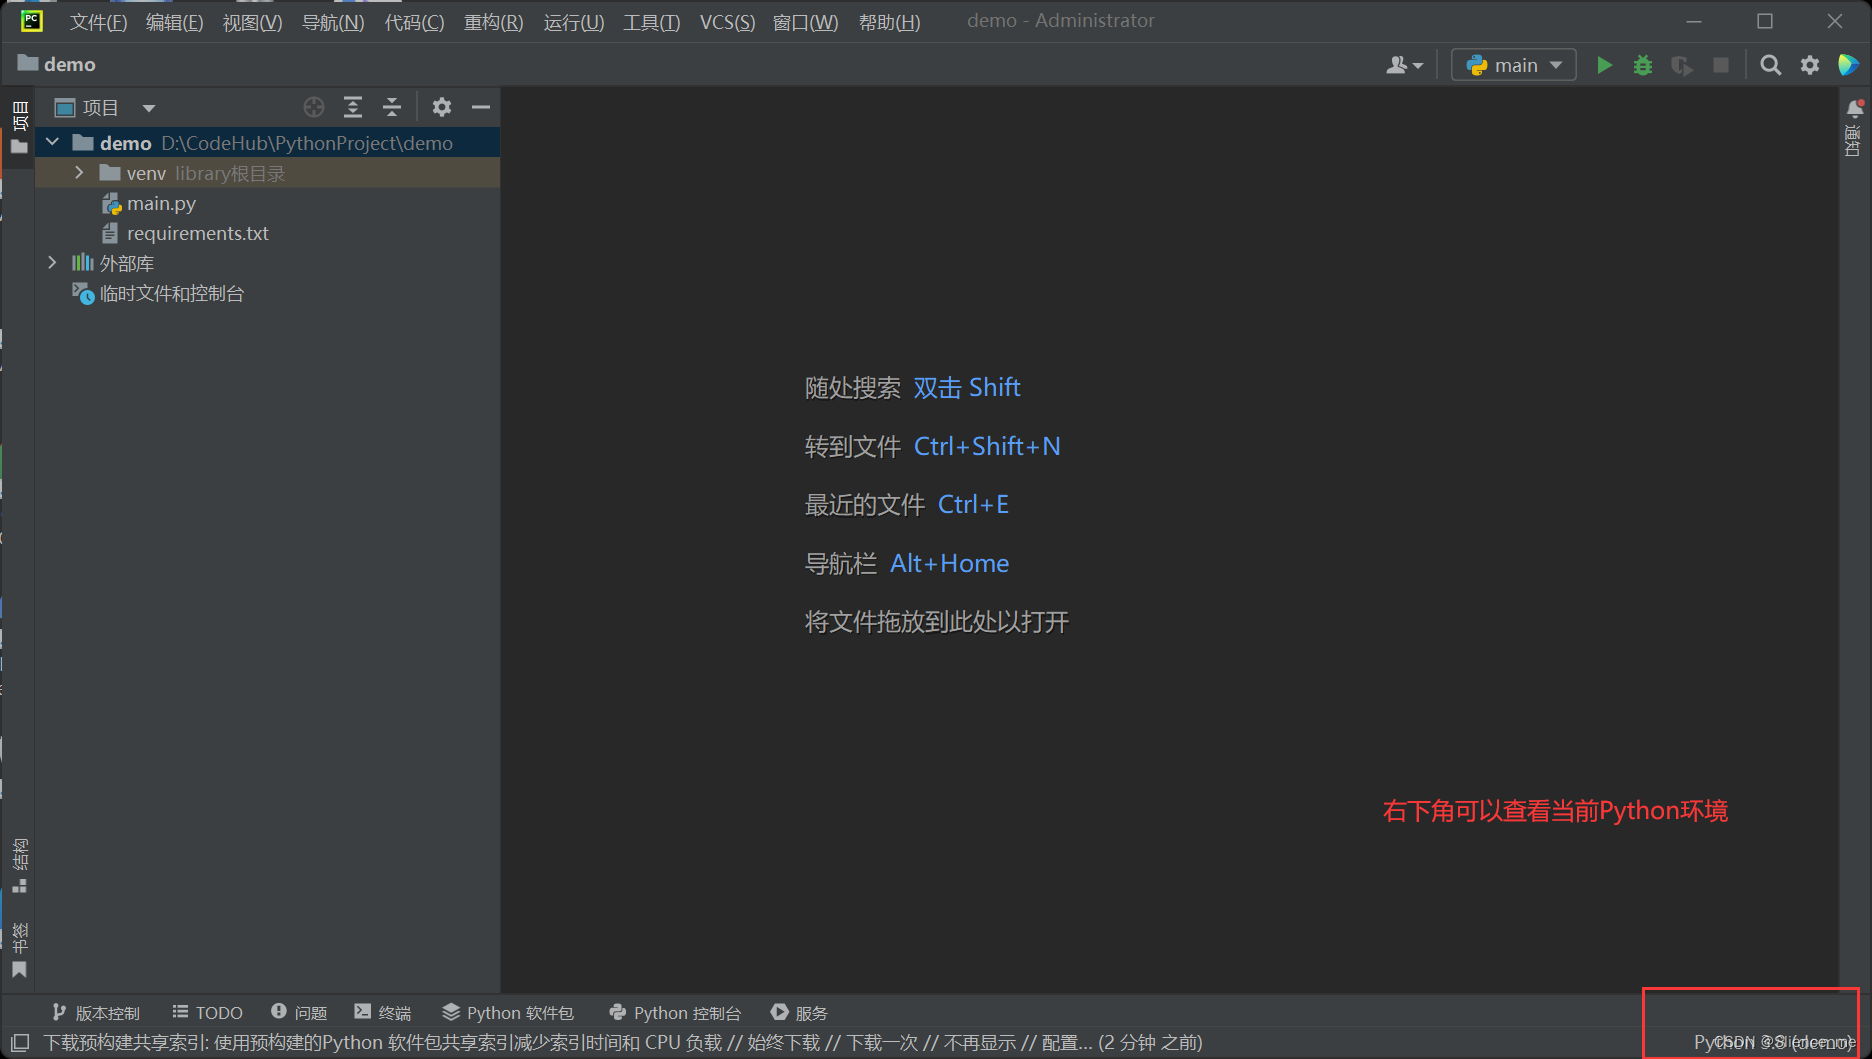 文件(F) 编辑(E) 视图(V) 导航(N) 代码(C) 重构(R) 运行(U) 工具(T) VCS(S) 窗口(W) 帮助(H) demo - Administrator
demo
main
项目
项目
demo D:\CodeHub\PythonProject\demo
venv library根目录
main.py
requirements.txt
外部库
临时文件和控制台
通知
随处搜索 双击 Shift
转到文件 Ctrl+Shift+N
最近的文件 Ctrl+E
导航栏 Alt+Home
将文件拖放到此处以打开
右下角可以查看当前Python环境
结构
书签
版本控制 TODO 问题 终端 Python 软件包 Python 控制台 服务
下载预构建共享索引: 使用预构建的Python 软件包共享索引减少索引时间和 CPU 负载 // 始终下载 // 下载一次 // 不再显示 // 配置... (2 分钟 之前)
Python 3.8 (demo)